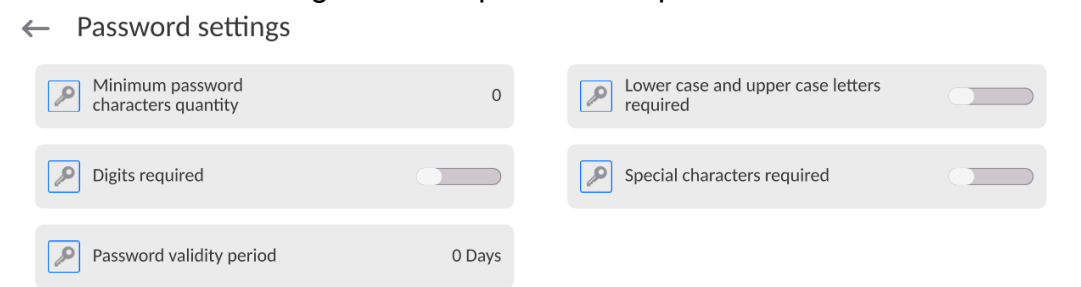 Password settings
Minimum password
characters quantity
0
Lower case and upper case letters
required
Digits required
Special characters required
Password validity period
0 Days